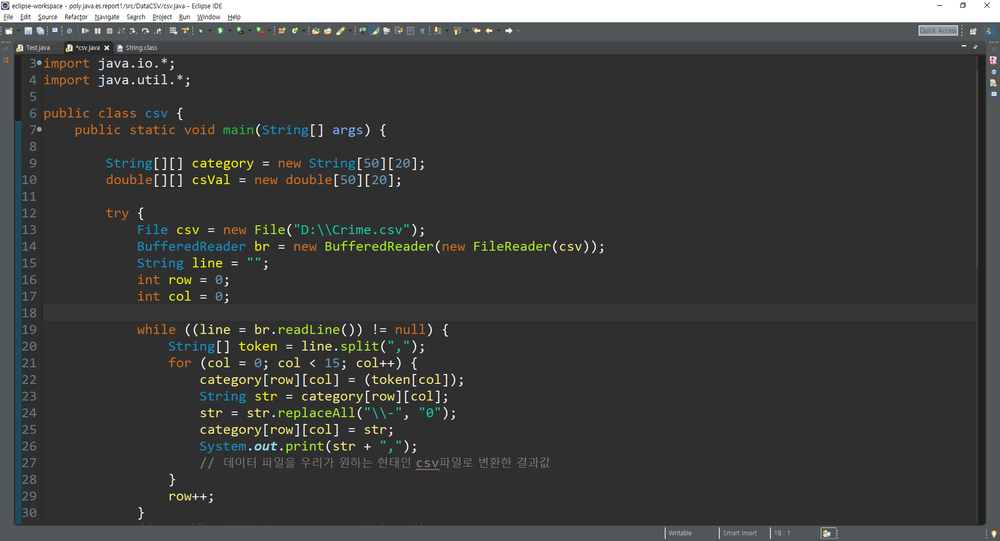 eclipse-workspace - poly.java.es.report1/src/DataCSV/csv.java - Eclipse IDE
File Edit Source Refactor Navigate Search Project Run Window Help
Quick Access
Test.java *csv.java String.class
3 import java.io.*;
4 import java.util.*;
5
6 public class csv {
7     public static void main(String[] args) {
8
9         String[][] category = new String[50][20];
10         double[][] csVal = new double[50][20];
11
12         try {
13             File csv = new File("D:\\Crime.csv");
14             BufferedReader br = new BufferedReader(new FileReader(csv));
15             String line = "";
16             int row = 0;
17             int col = 0;
18
19             while ((line = br.readLine()) != null) {
20                 String[] token = line.split(",");
21                 for (col = 0; col < 15; col++) {
22                     category[row][col] = (token[col]);
23                     String str = category[row][col];
24                     str = str.replaceAll("\\-", "0");
25                     category[row][col] = str;
26                     System.out.print(str + ",");
27                     // 데이터 파일을 우리가 원하는 현태인 csv파일로 변환한 결과값
28                 }
29                 row++;
30             }
Writable Smart Insert 18 : 1